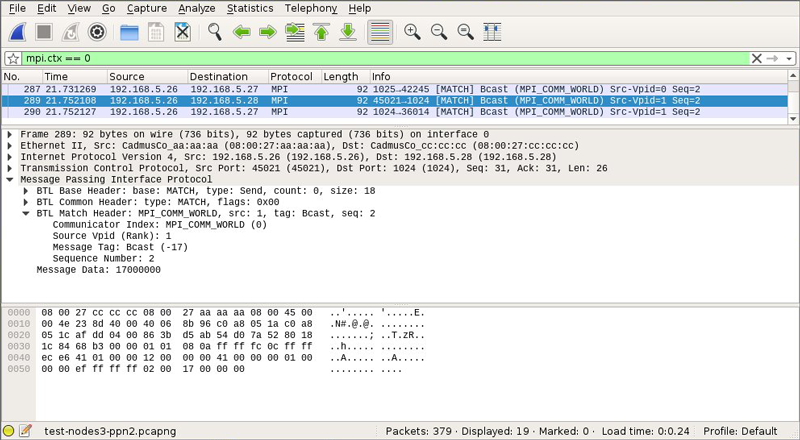 File Edit View Go Capture Analyze Statistics Telephony Help
mpi.ctx == 0
No. Time Source Destination Protocol Length Info
287 21.731269 192.168.5.26 192.168.5.27 MPI 92 1025→42245 [MATCH] Bcast (MPI_COMM_WORLD) Src-Vpid=0 Seq=2
289 21.752108 192.168.5.26 192.168.5.28 MPI 92 45021→1024 [MATCH] Bcast (MPI_COMM_WORLD) Src-Vpid=1 Seq=2
290 21.752127 192.168.5.26 192.168.5.27 MPI 92 1024→36014 [MATCH] Bcast (MPI_COMM_WORLD) Src-Vpid=1 Seq=2
Frame 289: 92 bytes on wire (736 bits), 92 bytes captured (736 bits) on interface 0
Ethernet II, Src: CadmusCo_aa:aa:aa (08:00:27:aa:aa:aa), Dst: CadmusCo_cc:cc:cc (08:00:27:cc:cc:cc)
Internet Protocol Version 4, Src: 192.168.5.26 (192.168.5.26), Dst: 192.168.5.28 (192.168.5.28)
Transmission Control Protocol, Src Port: 45021 (45021), Dst Port: 1024 (1024), Seq: 31, Ack: 31, Len: 26
Message Passing Interface Protocol
BTL Base Header: base: MATCH, type: Send, count: 0, size: 18
BTL Common Header: type: MATCH, flags: 0x00
BTL Match Header: MPI_COMM_WORLD, src: 1, tag: Bcast, seq: 2
Communicator Index: MPI_COMM_WORLD (0)
Source Vpid (Rank): 1
Message Tag: Bcast (-17)
Sequence Number: 2
Message Data: 17000000
0000 08 00 27 cc cc cc 08 00 27 aa aa aa 08 00 45 00 ..'..... '.....E.
0010 00 4e 23 8d 40 00 40 06 8b 96 c0 a8 05 1a c0 a8 .N#.@.@. ........
0020 05 1c af dd 04 00 86 3b d5 ab 54 d0 7a 52 80 18 .......; ..T.zR..
0030 1c 84 68 b3 00 00 01 01 08 0a ff ff fc 0c ff ff ..h..... ........
0040 ec e6 41 01 00 00 12 00 00 00 41 00 00 00 01 00 ..A..... ..A.....
0050 00 00 ef ff ff ff 02 00 17 00 00 00 ........ ....
test-nodes3-ppn2.pcapng Packets: 379 · Displayed: 19 · Marked: 0 · Load time: 0:0.24 Profile: Default